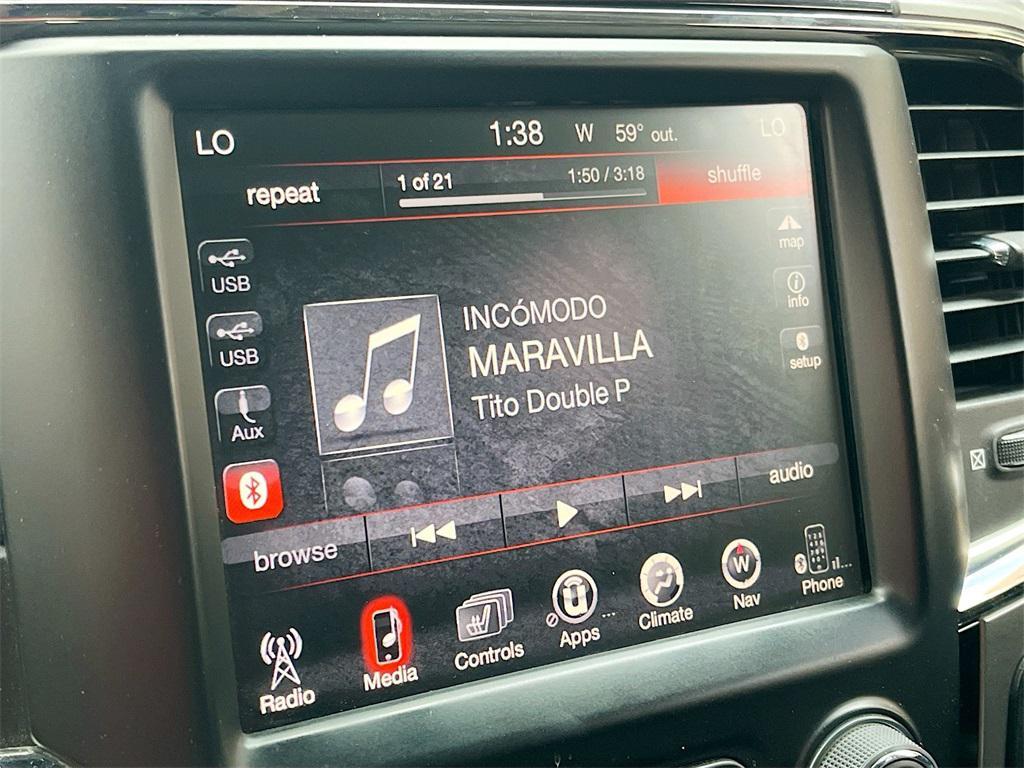 LO 1:38 W 59° out. LO
repeat 1 of 21 1:50 / 3:18 shuffle
USB
USB
Aux
INCÓMODO
MARAVILLA
Tito Double P
map
info
setup
browse audio
Radio Media Controls Apps Climate Nav Phone
W